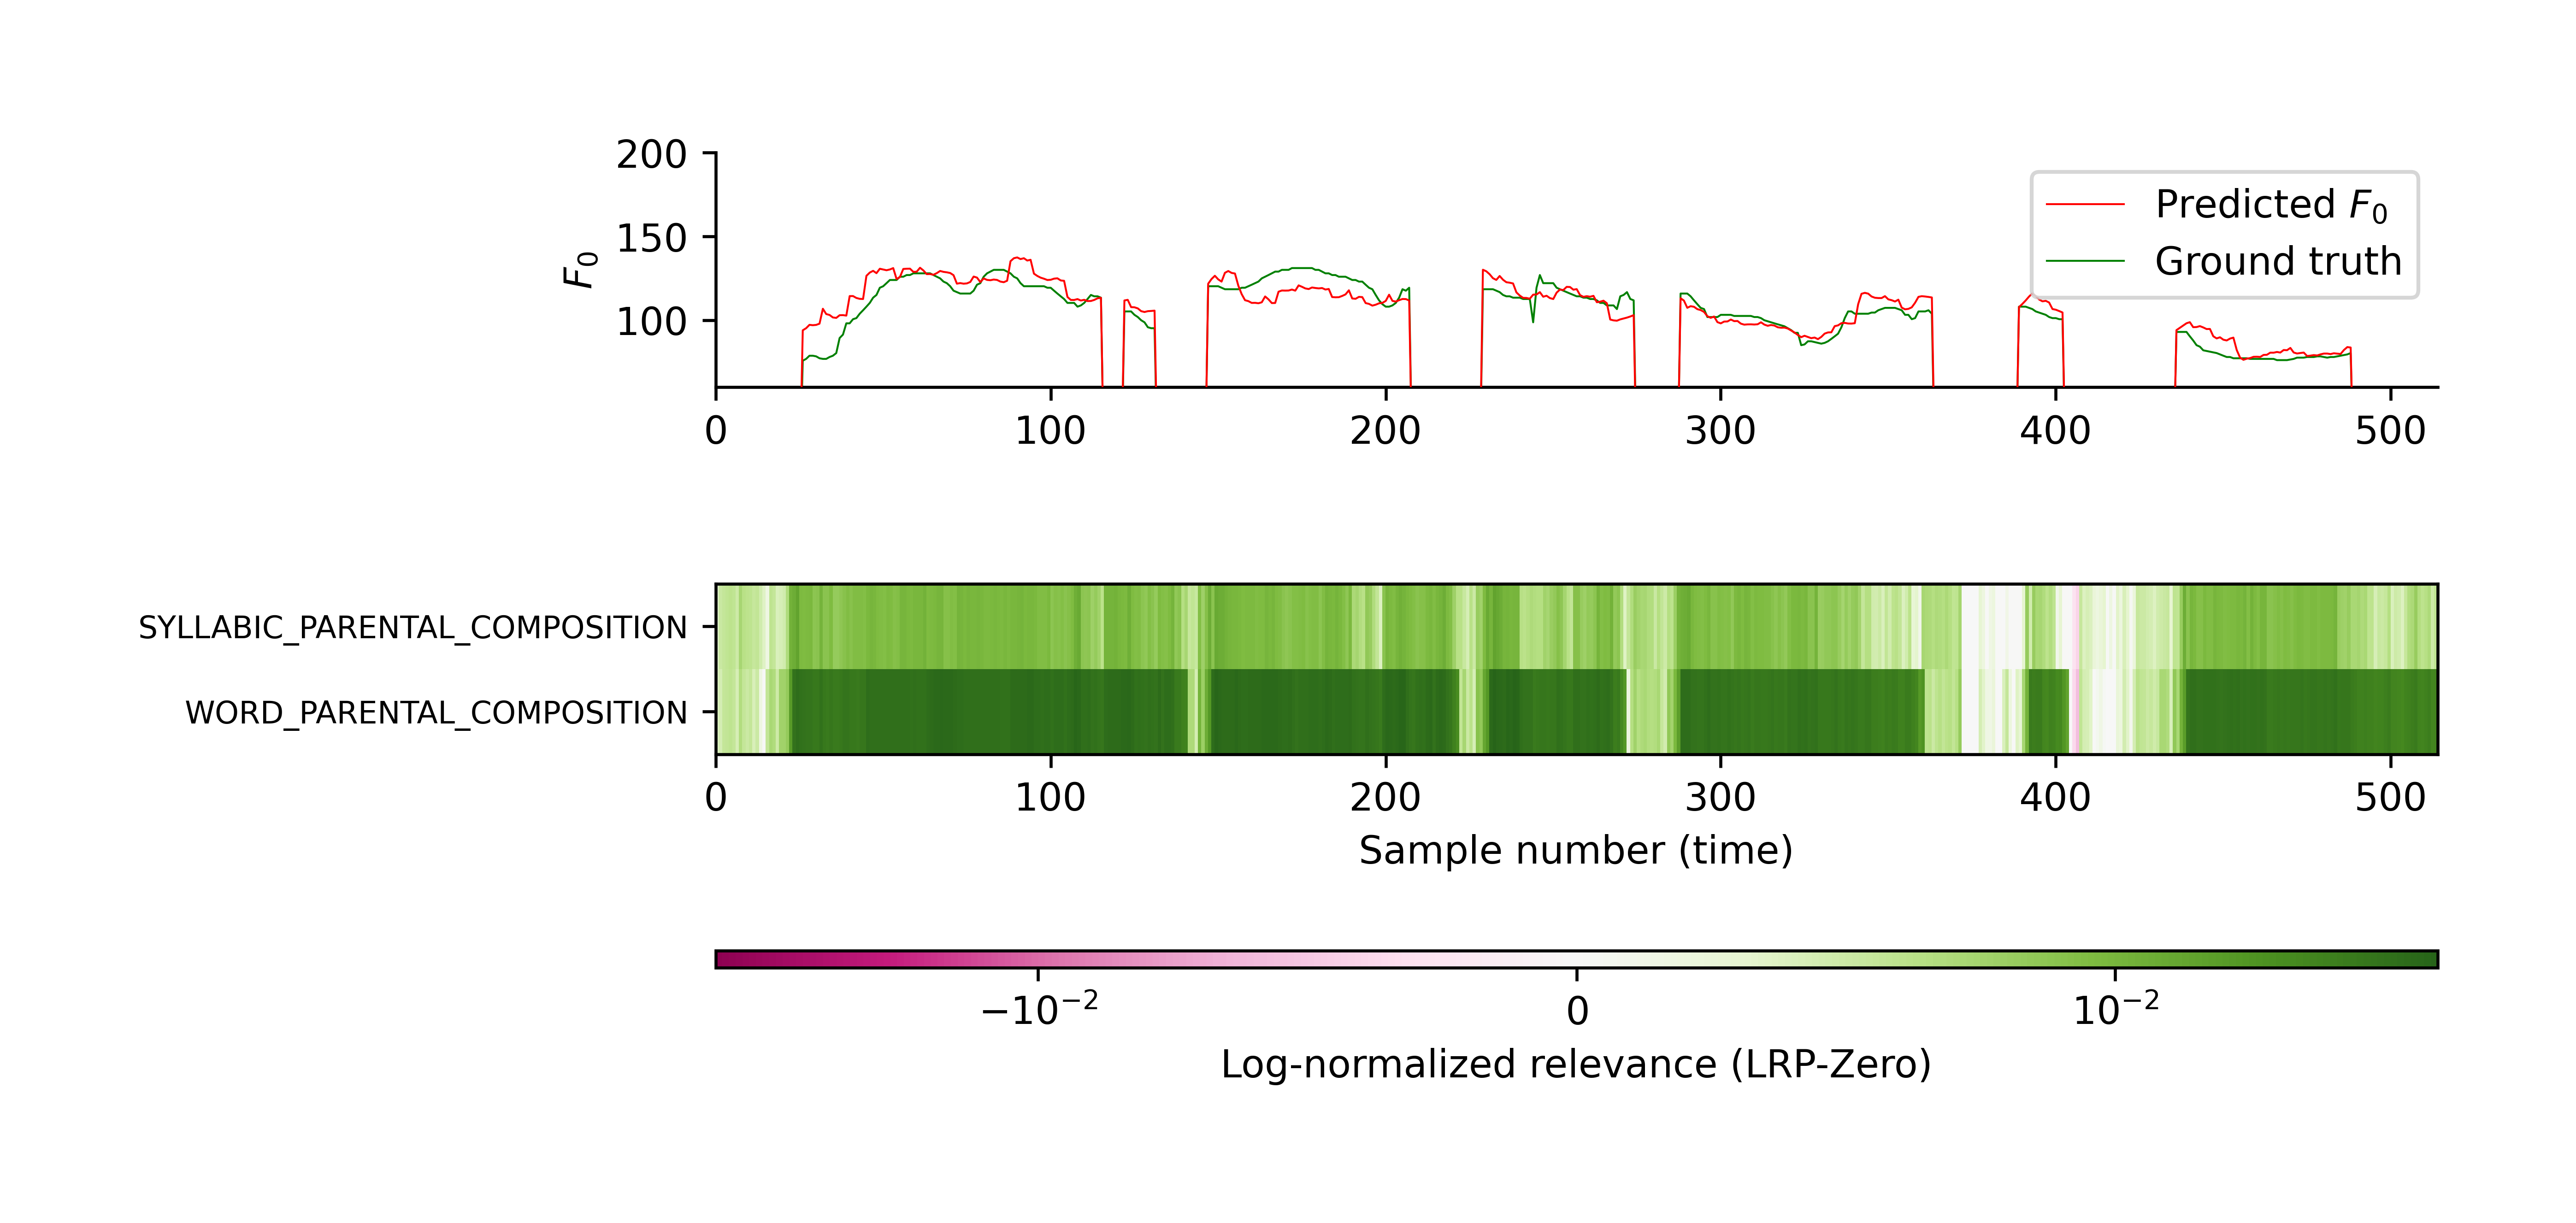 200
150
100
F₀
Predicted F₀
Ground truth
0 100 200 300 400 500
SYLLABIC_PARENTAL_COMPOSITION
WORD_PARENTAL_COMPOSITION
0 100 200 300 400 500
Sample number (time)
−10⁻² 0 10⁻²
Log-normalized relevance (LRP-Zero)